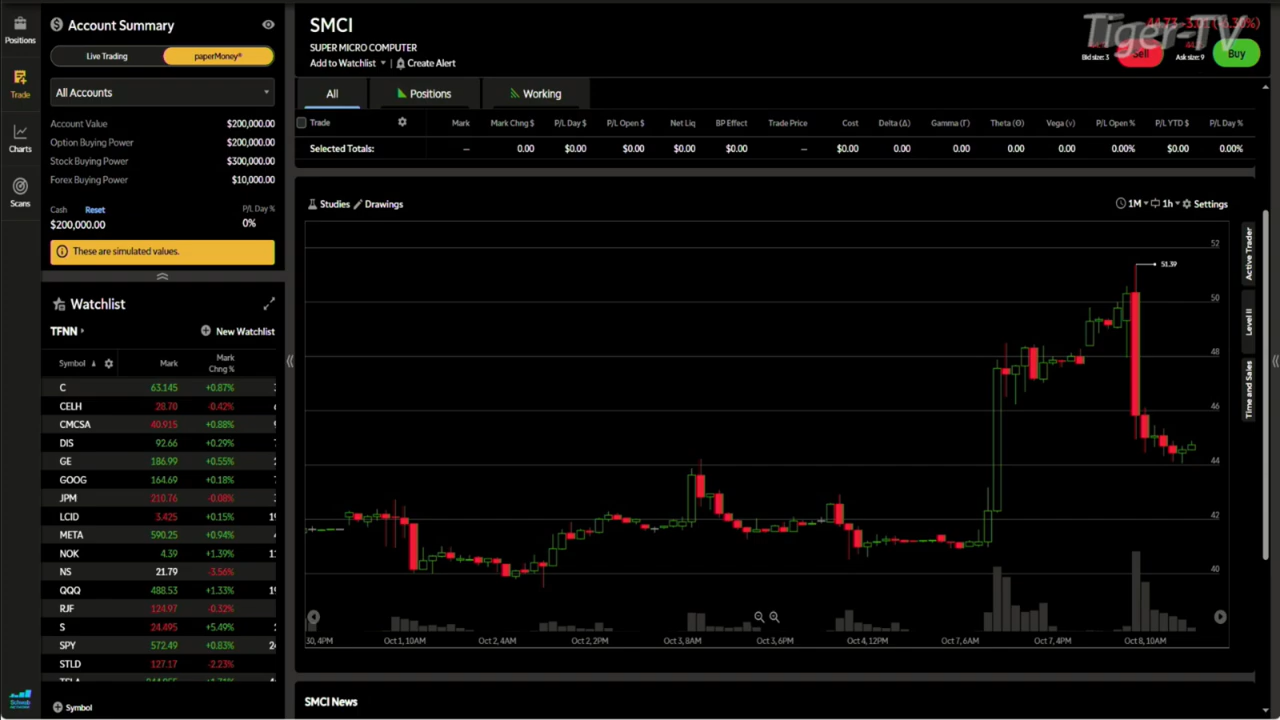 Positions
Trade
Charts
Scans
Schwab
NETWORK
Account Summary
Live Trading
paperMoney®
All Accounts
Account Value $200,000.00
Option Buying Power $200,000.00
Stock Buying Power $300,000.00
Forex Buying Power $10,000.00
Cash Reset P/L Day %
$200,000.00 0%
These are simulated values.
Watchlist
TFNN
New Watchlist
Symbol Mark Mark Chng %
C 63.145 +0.87%
CELH 28.70 -0.42%
CMCSA 40.915 +0.88%
DIS 92.66 +0.29%
GE 186.99 +0.55%
GOOG 164.69 +0.18%
JPM 210.76 -0.08%
LCID 3.425 +0.15%
META 590.25 +0.94%
NOK 4.39 +1.39%
NS 21.79 -3.56%
QQQ 488.53 +1.33%
RJF 124.97 -0.32%
S 24.495 +5.49%
SPY 572.49 +0.83%
STLD 127.17 -2.23%
Symbol
SMCI
SUPER MICRO COMPUTER
Add to Watchlist Create Alert
Tiger-TV
Bid size: 3 Sell Ask size: 9 Buy
All Positions Working
Trade Mark Mark Chng $ P/L Day $ P/L Open $ Net Liq BP Effect Trade Price Cost Delta (Δ) Gamma (Γ) Theta (Θ) Vega (ν) P/L Open % P/L YTD $ P/L Day %
Selected Totals: -- 0.00 $0.00 $0.00 $0.00 $0.00 -- $0.00 0.00 0.00 0.00 0.00 0.00% $0.00 0.00%
Studies Drawings 1M 1h Settings
52
51.39
50
48
46
44
42
40
30, 4PM Oct 1, 10AM Oct 2, 4AM Oct 2, 2PM Oct 3, 8AM Oct 3, 6PM Oct 4, 12PM Oct 7, 6AM Oct 7, 4PM Oct 8, 10AM
Active Trader
Level II
Time and Sales
SMCI News